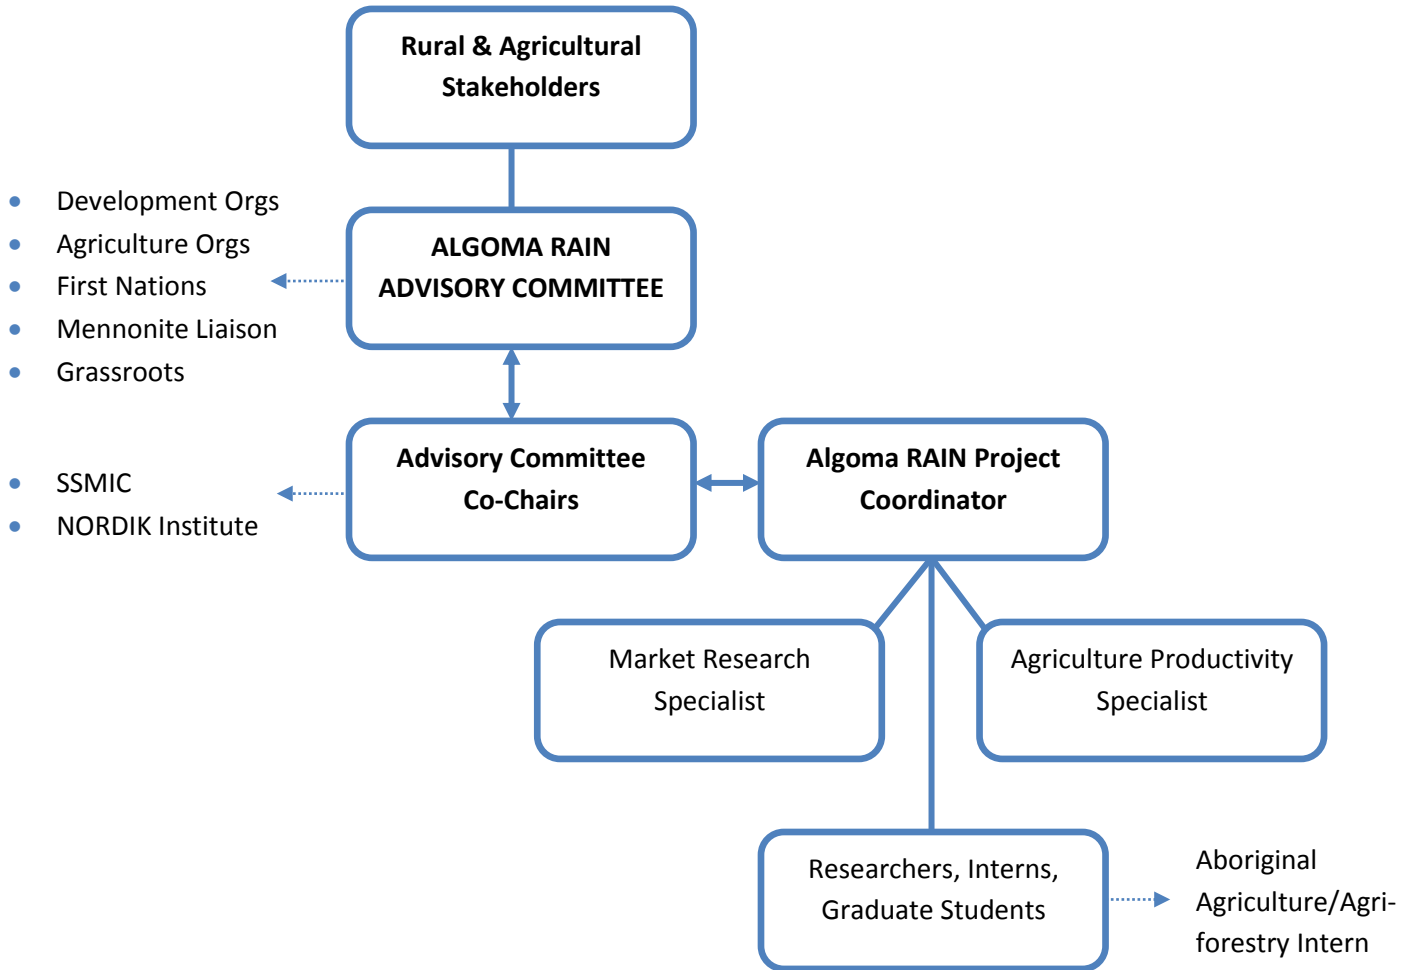 Rural & Agricultural
Stakeholders
Development Orgs
Agriculture Orgs
First Nations
Mennonite Liaison
Grassroots
ALGOMA RAIN
ADVISORY COMMITTEE
SSMIC
NORDIK Institute
Advisory Committee
Co-Chairs
Algoma RAIN Project
Coordinator
Market Research
Specialist
Agriculture Productivity
Specialist
Researchers, Interns,
Graduate Students
Aboriginal
Agriculture/Agri-
forestry Intern